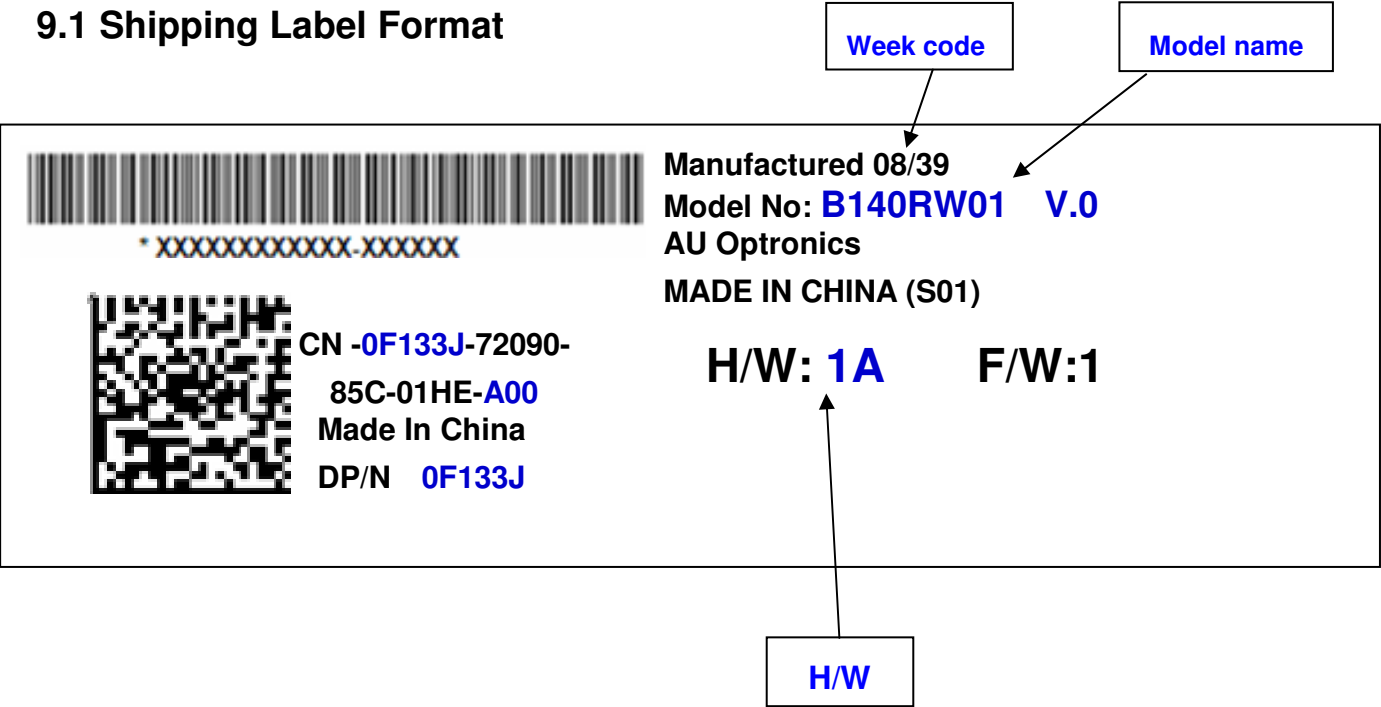 9.1 Shipping Label Format
Week code
Model name
Manufactured 08/39
Model No: B140RW01 V.0
AU Optronics
MADE IN CHINA (S01)
* XXXXXXXXXXXX-XXXXXX
CN -0F133J-72090-
85C-01HE-A00
Made In China
DP/N 0F133J
H/W: 1A F/W:1
H/W